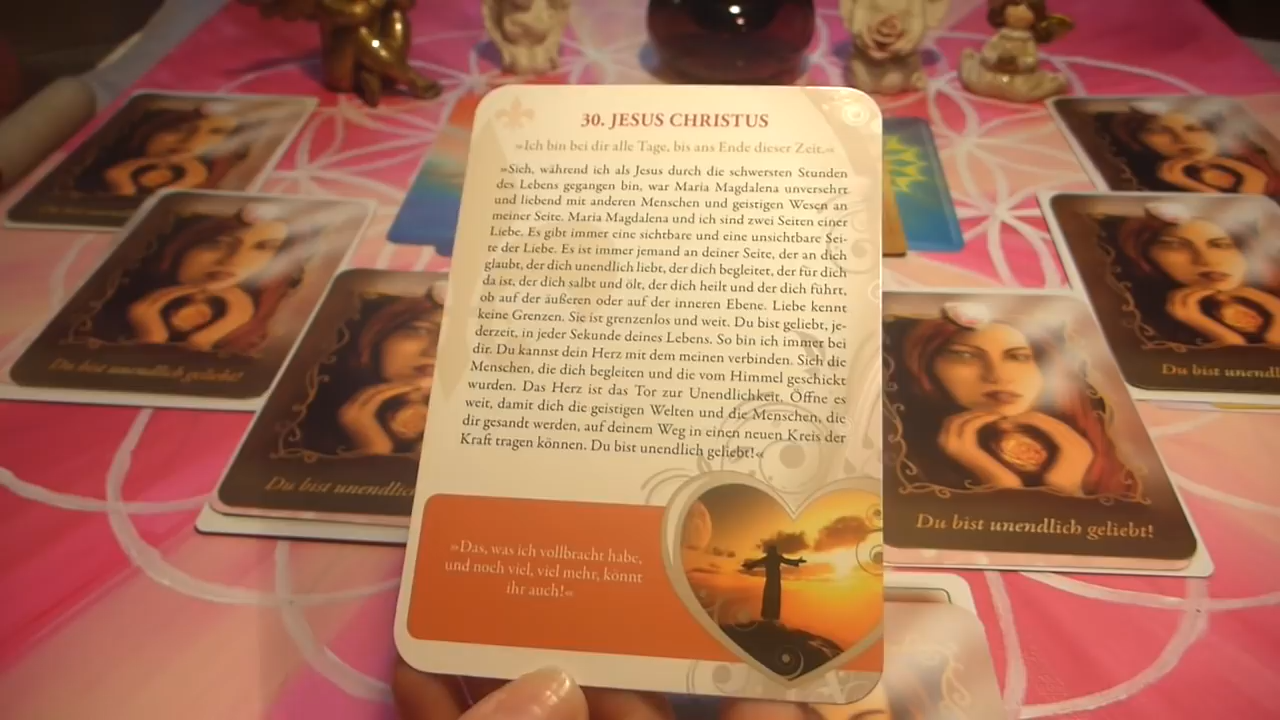 30. JESUS CHRISTUS
»Ich bin bei dir alle Tage, bis ans Ende dieser Zeit.«
»Sieh, während ich als Jesus durch die schwersten Stunden
des Lebens gegangen bin, war Maria Magdalena unversehrt
und liebend mit anderen Menschen und geistigen Wesen an
meiner Seite. Maria Magdalena und ich sind zwei Seiten einer
Liebe. Es gibt immer eine sichtbare und eine unsichtbare Sei-
te der Liebe. Es ist immer jemand an deiner Seite, der an dich
glaubt, der dich unendlich liebt, der dich begleitet, der für dich
da ist, der dich salbt und ölt, der dich heilt und der dich führt,
ob auf der äußeren oder auf der inneren Ebene. Liebe kennt
keine Grenzen. Sie ist grenzenlos und weit. Du bist geliebt, je-
derzeit, in jeder Sekunde deines Lebens. So bin ich immer bei
dir. Du kannst dein Herz mit dem meinen verbinden. Sieh die
Menschen, die dich begleiten und die vom Himmel geschickt
wurden. Das Herz ist das Tor zur Unendlichkeit. Öffne es
weit, damit dich die geistigen Welten und die Menschen, die
dir gesandt werden, auf deinem Weg in einen neuen Kreis der
Kraft tragen können. Du bist unendlich geliebt!«
»Das, was ich vollbracht habe,
und noch viel, viel mehr, könnt
ihr auch!«
Du bist unendlich geliebt!
Du bist unendlic
Du bist unendl
Du bist unendlich geliebt!